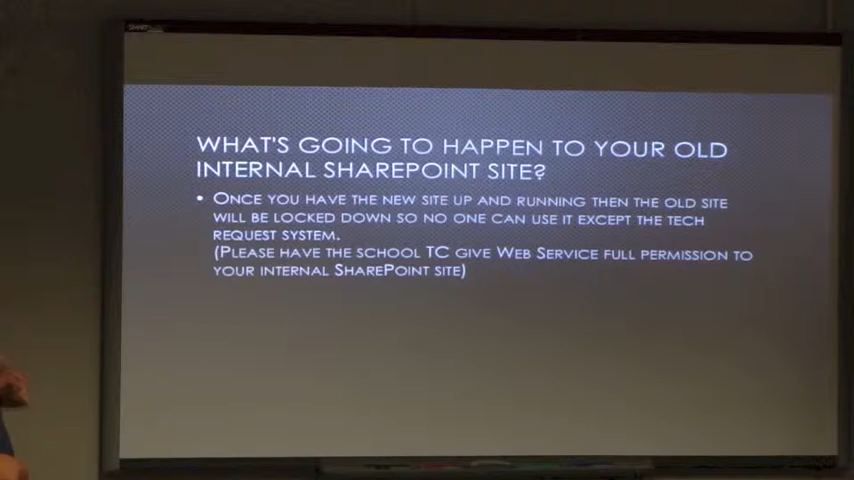 SMART
WHAT'S GOING TO HAPPEN TO YOUR OLD
INTERNAL SHAREPOINT SITE?
• ONCE YOU HAVE THE NEW SITE UP AND RUNNING THEN THE OLD SITE
WILL BE LOCKED DOWN SO NO ONE CAN USE IT EXCEPT THE TECH
REQUEST SYSTEM.
(PLEASE HAVE THE SCHOOL TC GIVE WEB SERVICE FULL PERMISSION TO
YOUR INTERNAL SHAREPOINT SITE)